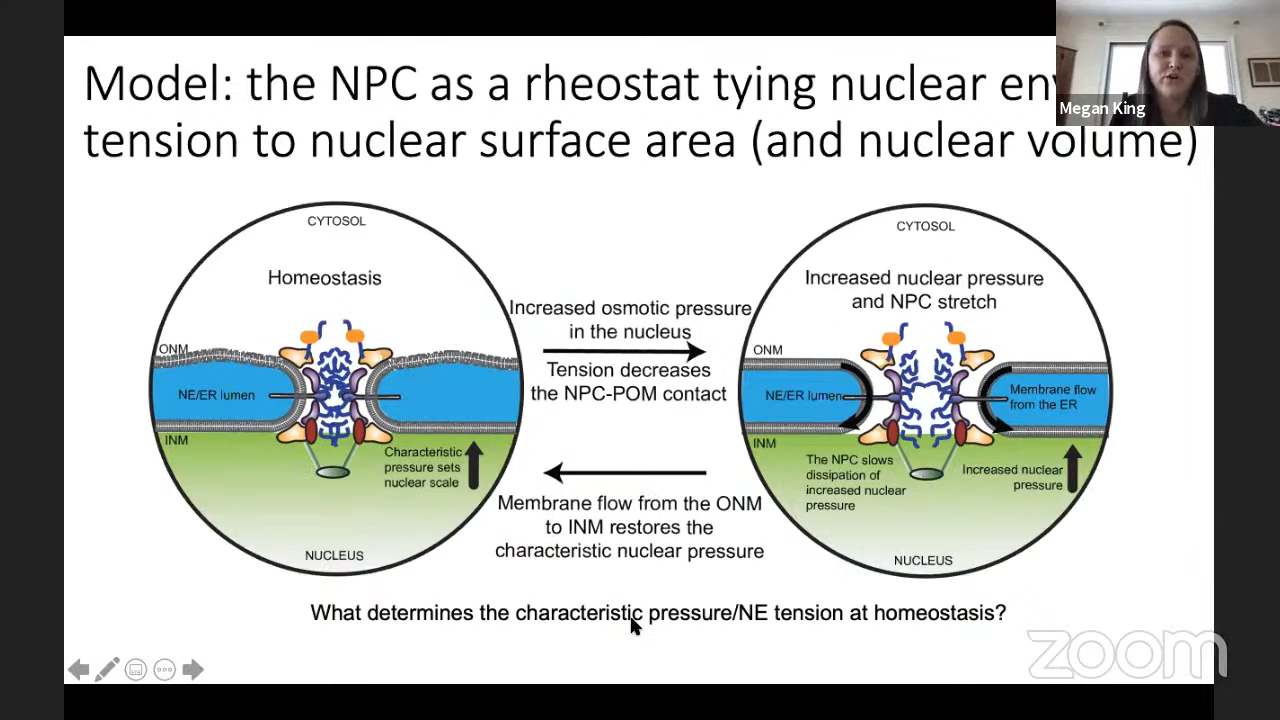 Model: the NPC as a rheostat tying nuclear
tension to nuclear surface area (and nuclear volume)
Megan King
CYTOSOL
Homeostasis
ONM
NE/ER lumen
INM
Characteristic
pressure sets
nuclear scale
NUCLEUS
Increased osmotic pressure
in the nucleus
Tension decreases
the NPC-POM contact
Membrane flow from the ONM
to INM restores the
characteristic nuclear pressure
CYTOSOL
Increased nuclear pressure
and NPC stretch
ONM
NE/ER lumen
Membrane flow
from the ER
INM
The NPC slows
dissipation of
increased nuclear
pressure
Increased nuclear
pressure
NUCLEUS
What determines the characteristic pressure/NE tension at homeostasis?
zoom